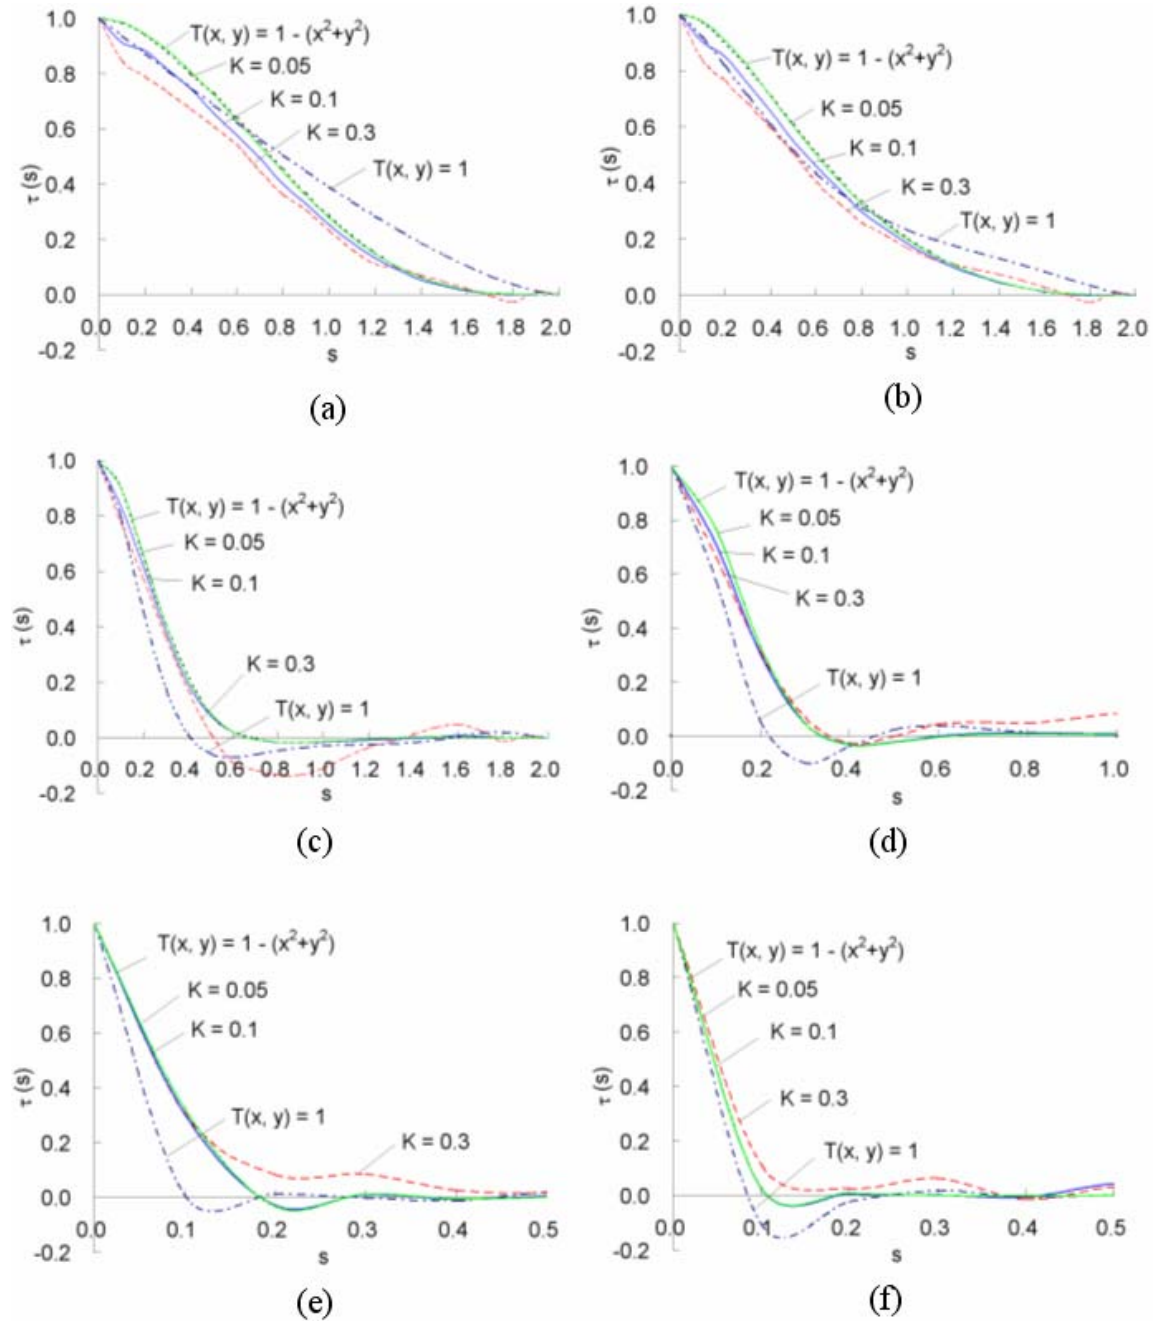 1.0
0.8
0.6
0.4
0.2
0.0
-0.2
τ (s)
T(x, y) = 1 - (x²+y²)
K = 0.05
K = 0.1
K = 0.3
T(x, y) = 1
0.0 0.2 0.4 0.6 0.8 1.0 1.2 1.4 1.6 1.8 2.0
s
(a)
1.0
0.8
0.6
0.4
0.2
0.0
-0.2
τ (s)
T(x, y) = 1 - (x²+y²)
K = 0.05
K = 0.1
K = 0.3
T(x, y) = 1
0.0 0.2 0.4 0.6 0.8 1.0 1.2 1.4 1.6 1.8 2.0
s
(b)
1.0
0.8
0.6
0.4
0.2
0.0
-0.2
τ (s)
T(x, y) = 1 - (x²+y²)
K = 0.05
K = 0.1
K = 0.3
T(x, y) = 1
0.0 0.2 0.4 0.6 0.8 1.0 1.2 1.4 1.6 1.8 2.0
s
(c)
1.0
0.8
0.6
0.4
0.2
0.0
-0.2
τ (s)
T(x, y) = 1 - (x²+y²)
K = 0.05
K = 0.1
K = 0.3
T(x, y) = 1
0.0 0.2 0.4 0.6 0.8 1.0
s
(d)
1.0
0.8
0.6
0.4
0.2
0.0
-0.2
τ (s)
T(x, y) = 1 - (x²+y²)
K = 0.05
K = 0.1
T(x, y) = 1
K = 0.3
0.0 0.1 0.2 0.3 0.4 0.5
s
(e)
1.0
0.8
0.6
0.4
0.2
0.0
-0.2
τ (s)
T(x, y) = 1 - (x²+y²)
K = 0.05
K = 0.1
K = 0.3
T(x, y) = 1
0.0 0.1 0.2 0.3 0.4 0.5
s
(f)